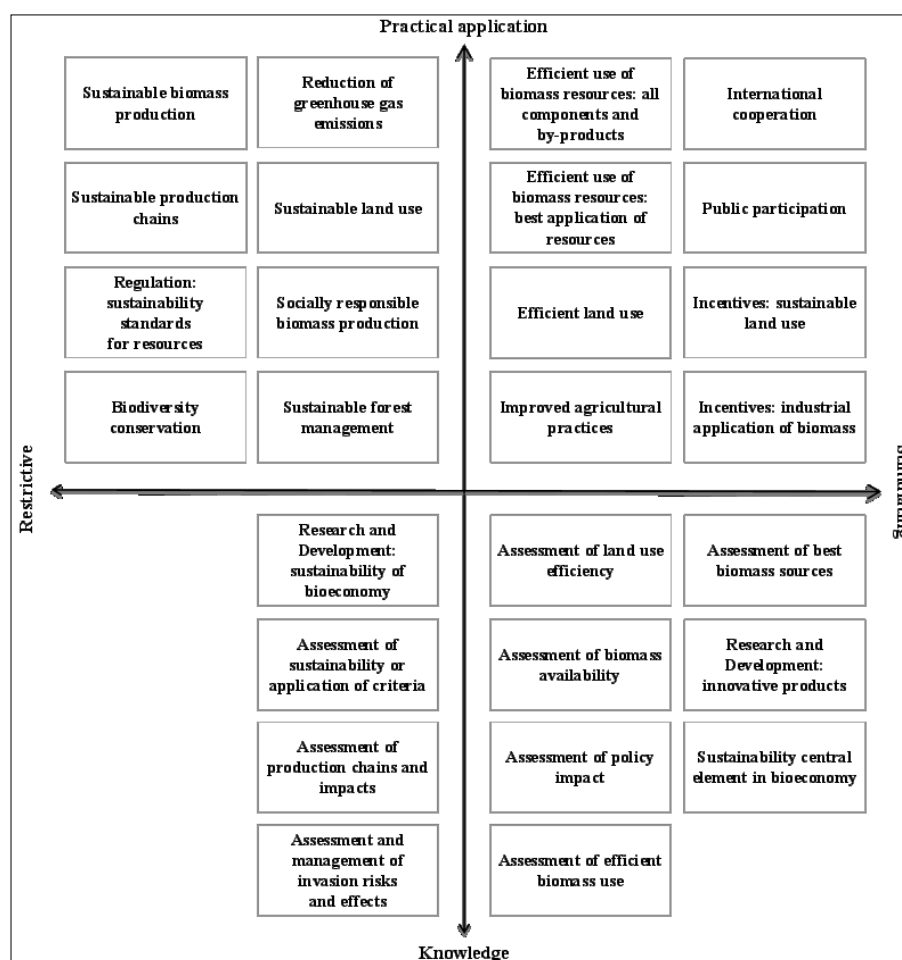 Practical application
Sustainable biomass
production
Reduction of
greenhouse gas
emissions
Efficient use of
biomass resources: all
components and
by-products
International
cooperation
Sustainable production
chains
Sustainable land use
Efficient use of
biomass resources:
best application of
resources
Public participation
Regulation:
sustainability
standards
for resources
Socially responsible
biomass production
Efficient land use
Incentives: sustainable
land use
Biodiversity
conservation
Sustainable forest
management
Improved agricultural
practices
Incentives: industrial
application of biomass
Restrictive
Research and
Development:
sustainability of
bioeconomy
Assessment of land use
efficiency
Assessment of best
biomass sources
Assessment of
sustainability or
application of criteria
Assessment of biomass
availability
Research and
Development:
innovative products
Assessment of
production chains and
impacts
Assessment of policy
impact
Sustainability central
element in bioeconomy
Assessment and
management of
invasion risks
and effects
Assessment of efficient
biomass use
Knowledge